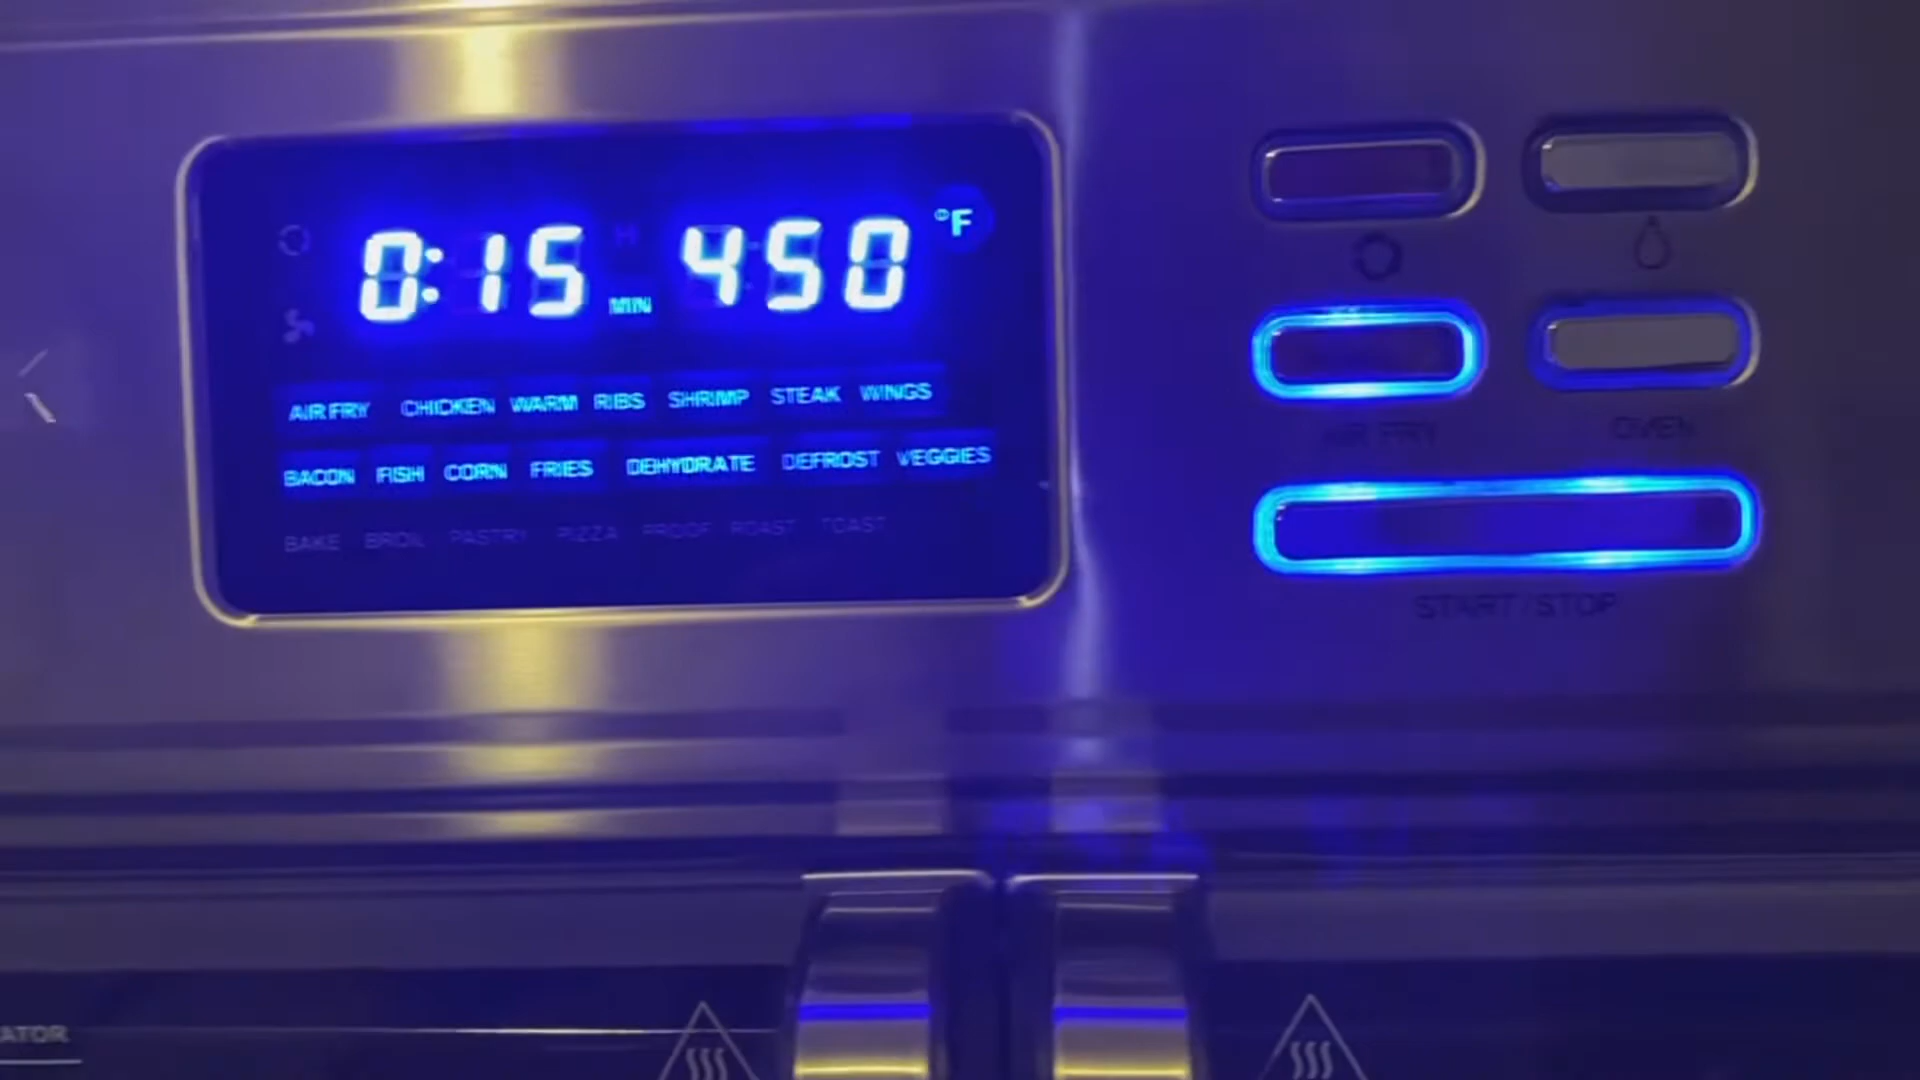 0:15 MIN 450 °F
AIR FRY CHICKEN WARM RIBS SHRIMP STEAK WINGS
BACON FISH CORN FRIES DEHYDRATE DEFROST VEGGIES
BAKE BROIL PASTRY PIZZA PROOF ROAST TOAST
AIR FRY OVEN
START/STOP
ATOR